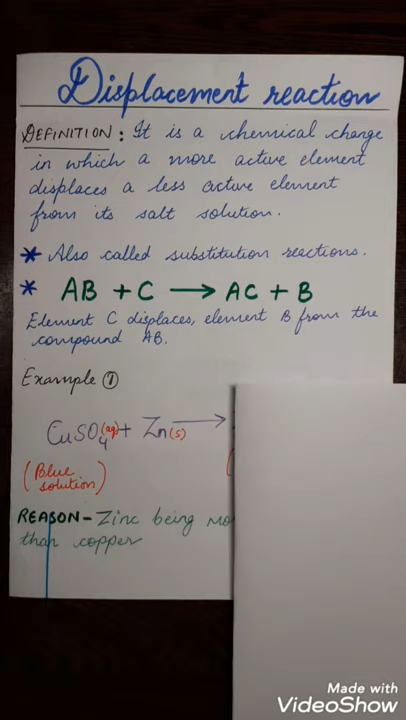 Displacement reaction
DEFINITION: It is a chemical change
in which a more active element
displaces a less active element
from its salt solution.
* Also called substitution reactions.
* AB + C → AC + B
Element C displaces, element B from the
compound AB.
Example ①
CuSO₄(aq) + Zn(s) →
(Blue
solution)
(
REASON - Zinc being mo
than copper
Made with
VideoShow